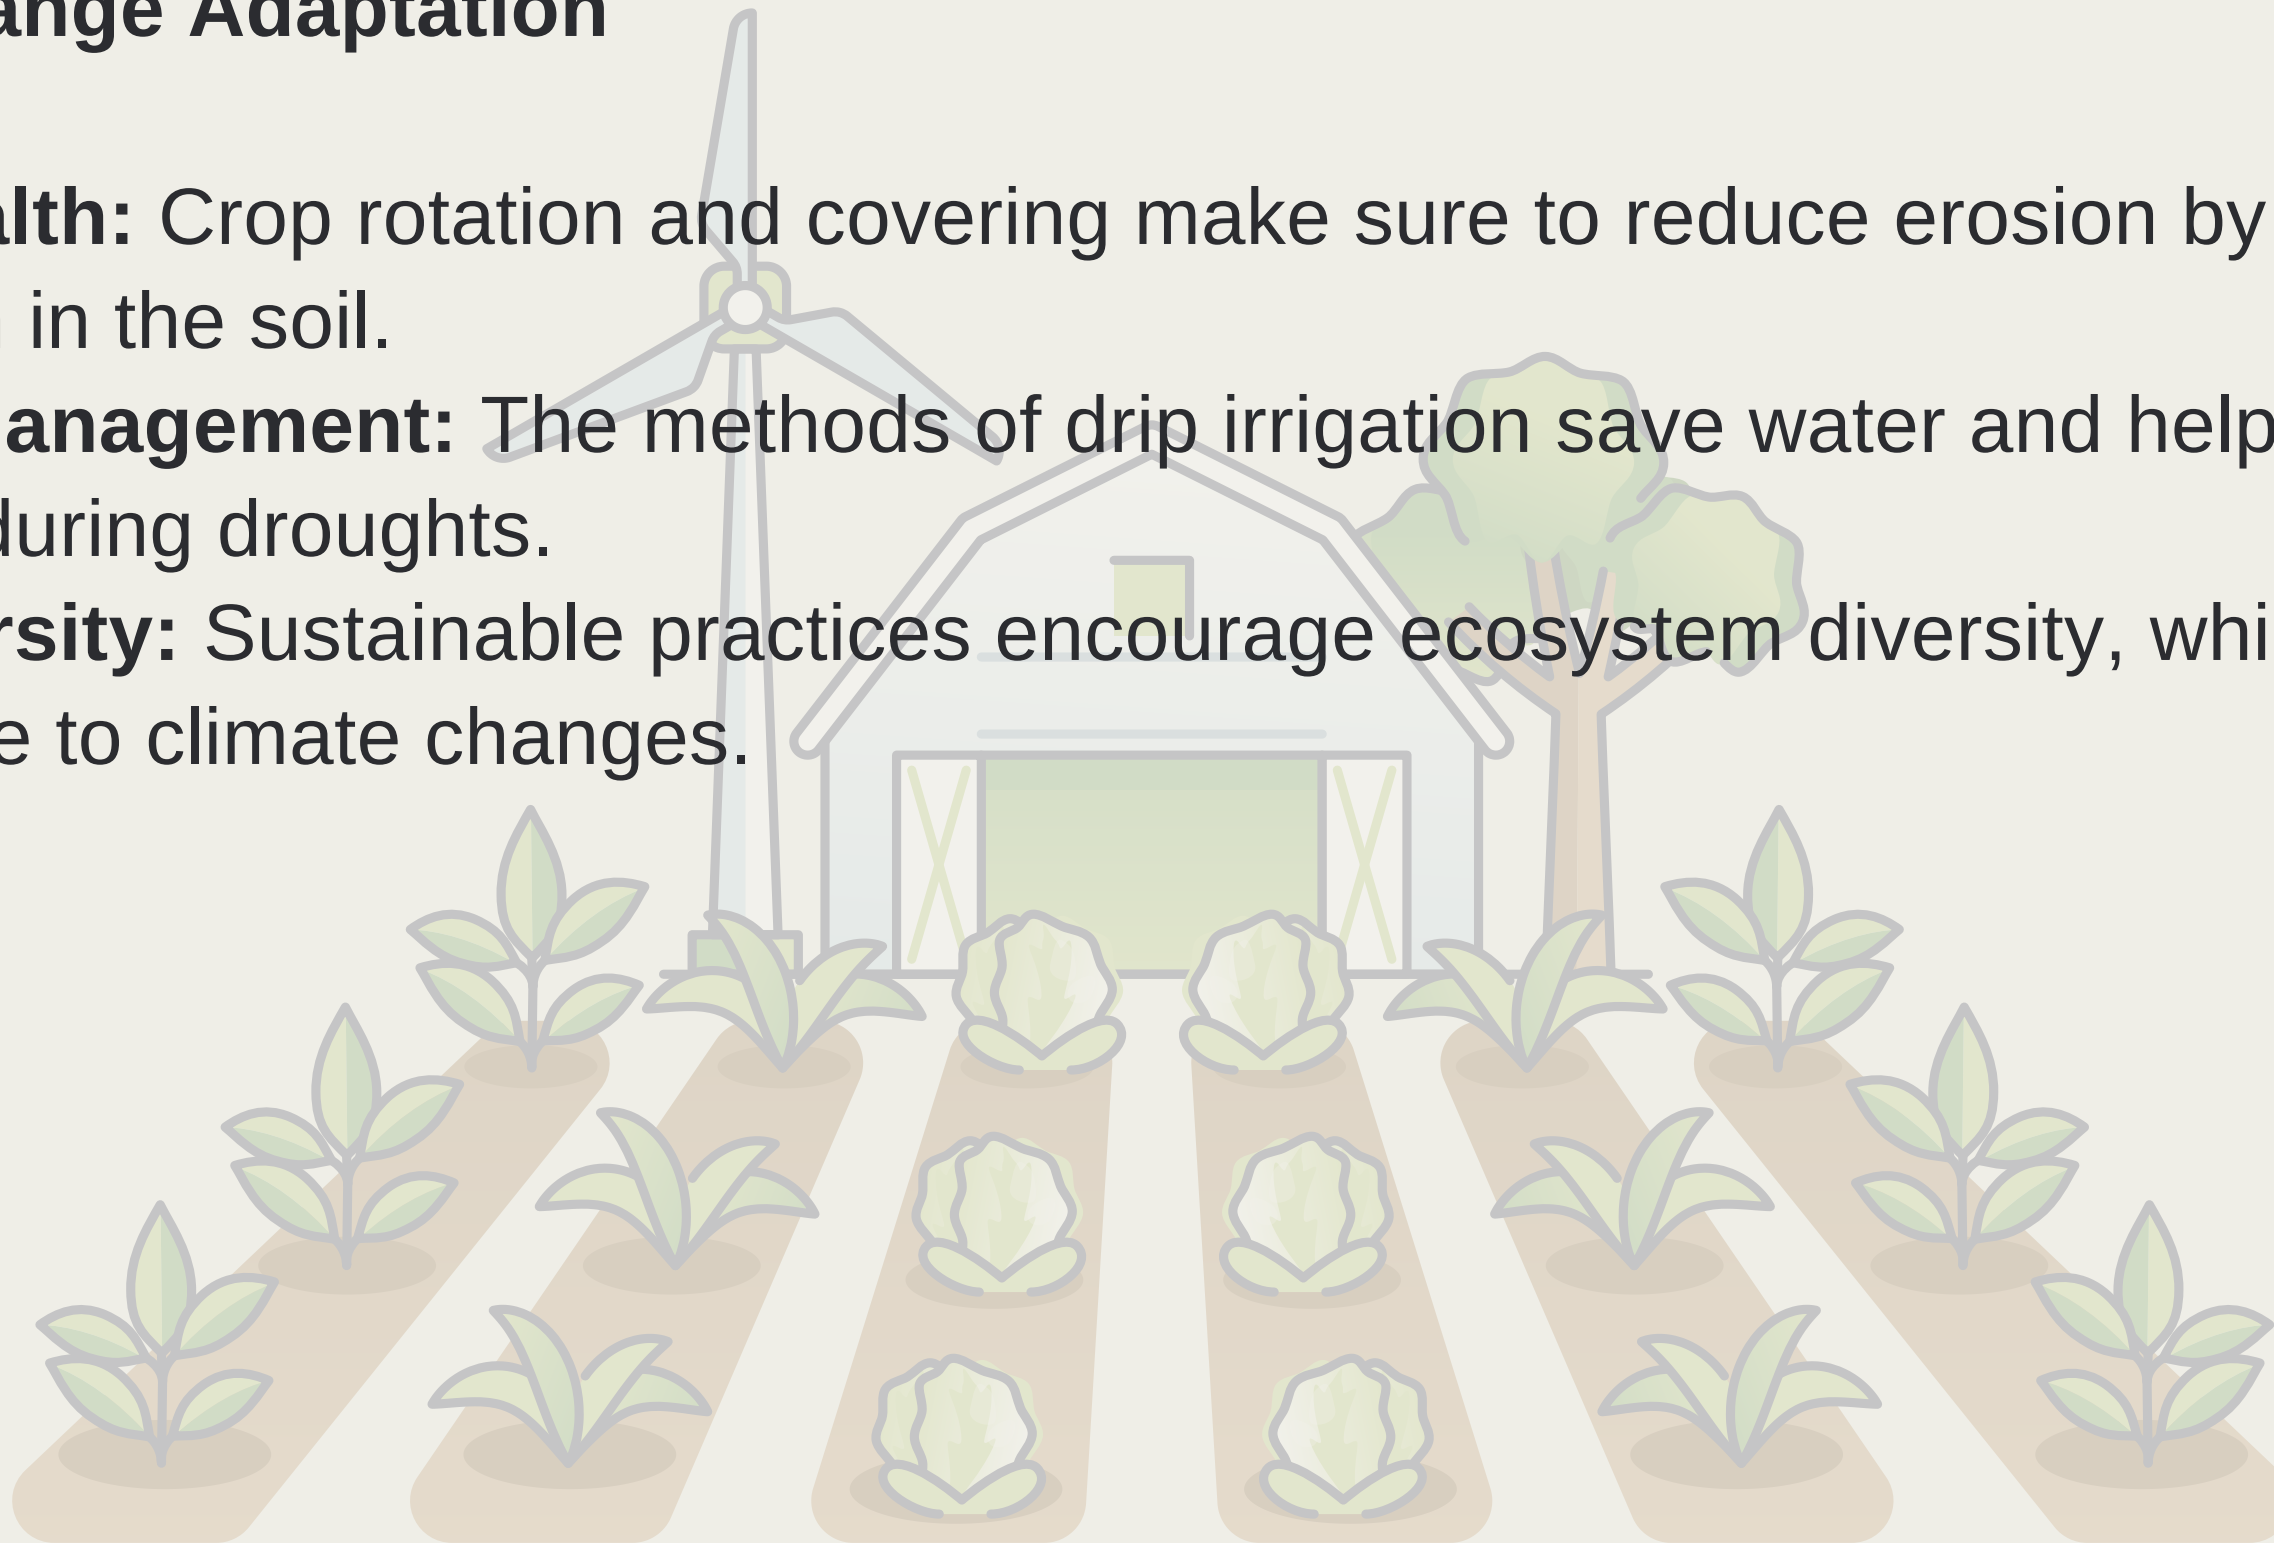 ange Adaptation
alth: Crop rotation and covering make sure to reduce erosion by
in the soil.
anagement: The methods of drip irrigation save water and help
during droughts.
rsity: Sustainable practices encourage ecosystem diversity, whi
e to climate changes.